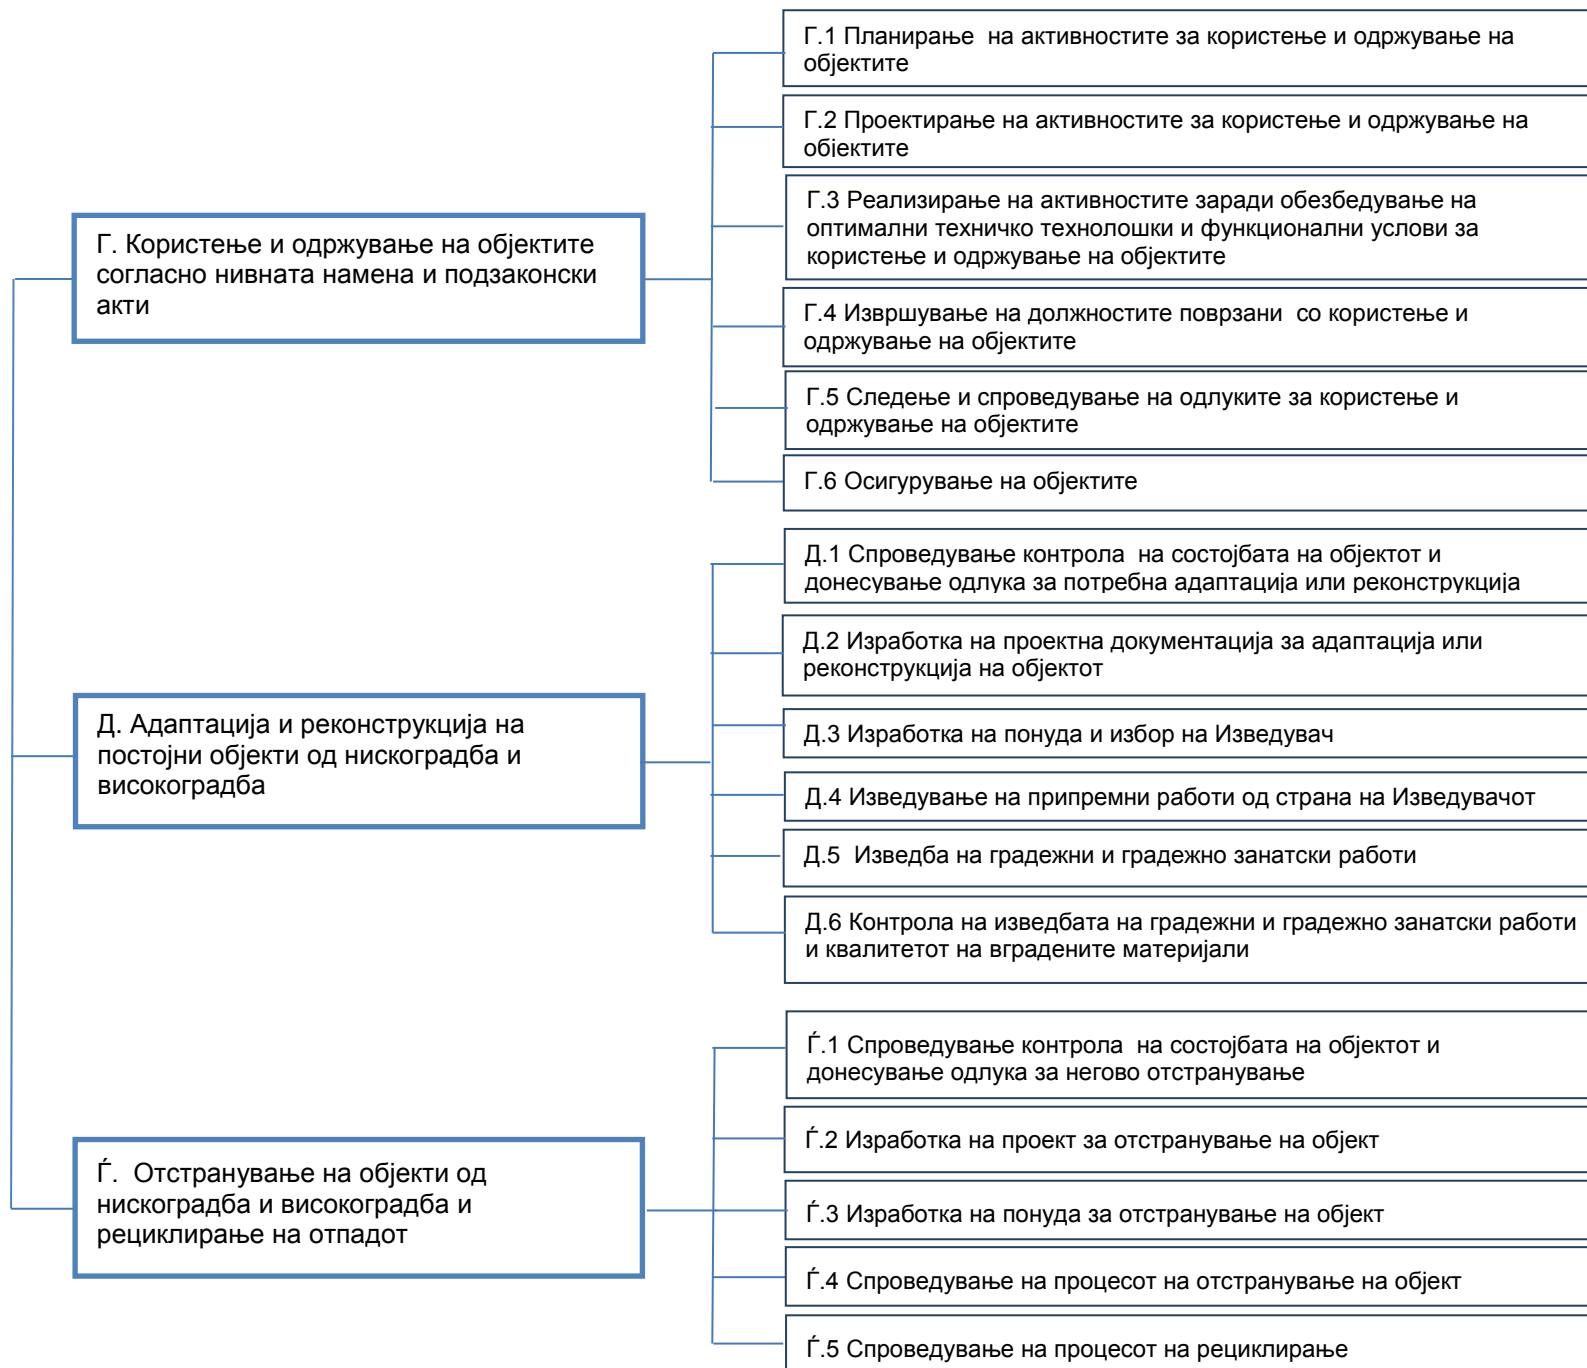 Г. Користење и одржување на објектите
согласно нивната намена и подзаконски
акти
Г.1 Планирање на активностите за користење и одржување на
објектите
Г.2 Проектирање на активностите за користење и одржување на
објектите
Г.3 Реализирање на активностите заради обезбедување на
оптимални техничко технолошки и функционални услови за
користење и одржување на објектите
Г.4 Извршување на должностите поврзани со користење и
одржување на објектите
Г.5 Следење и спроведување на одлуките за користење и
одржување на објектите
Г.6 Осигурување на објектите
Д. Адаптација и реконструкција на
постојни објекти од нискоградба и
високоградба
Д.1 Спроведување контрола на состојбата на објектот и
донесување одлука за потребна адаптација или реконструкција
Д.2 Изработка на проектна документација за адаптација или
реконструкција на објектот
Д.3 Изработка на понуда и избор на Изведувач
Д.4 Изведување на припремни работи од страна на Изведувачот
Д.5 Изведба на градежни и градежно занатски работи
Д.6 Контрола на изведбата на градежни и градежно занатски работи
и квалитетот на вградените материјали
Ѓ. Отстранување на објекти од
нискоградба и високоградба и
рециклирање на отпадот
Ѓ.1 Спроведување контрола на состојбата на објектот и
донесување одлука за негово отстранување
Ѓ.2 Изработка на проект за отстранување на објект
Ѓ.3 Изработка на понуда за отстранување на објект
Ѓ.4 Спроведување на процесот на отстранување на објект
Ѓ.5 Спроведување на процесот на рециклирање